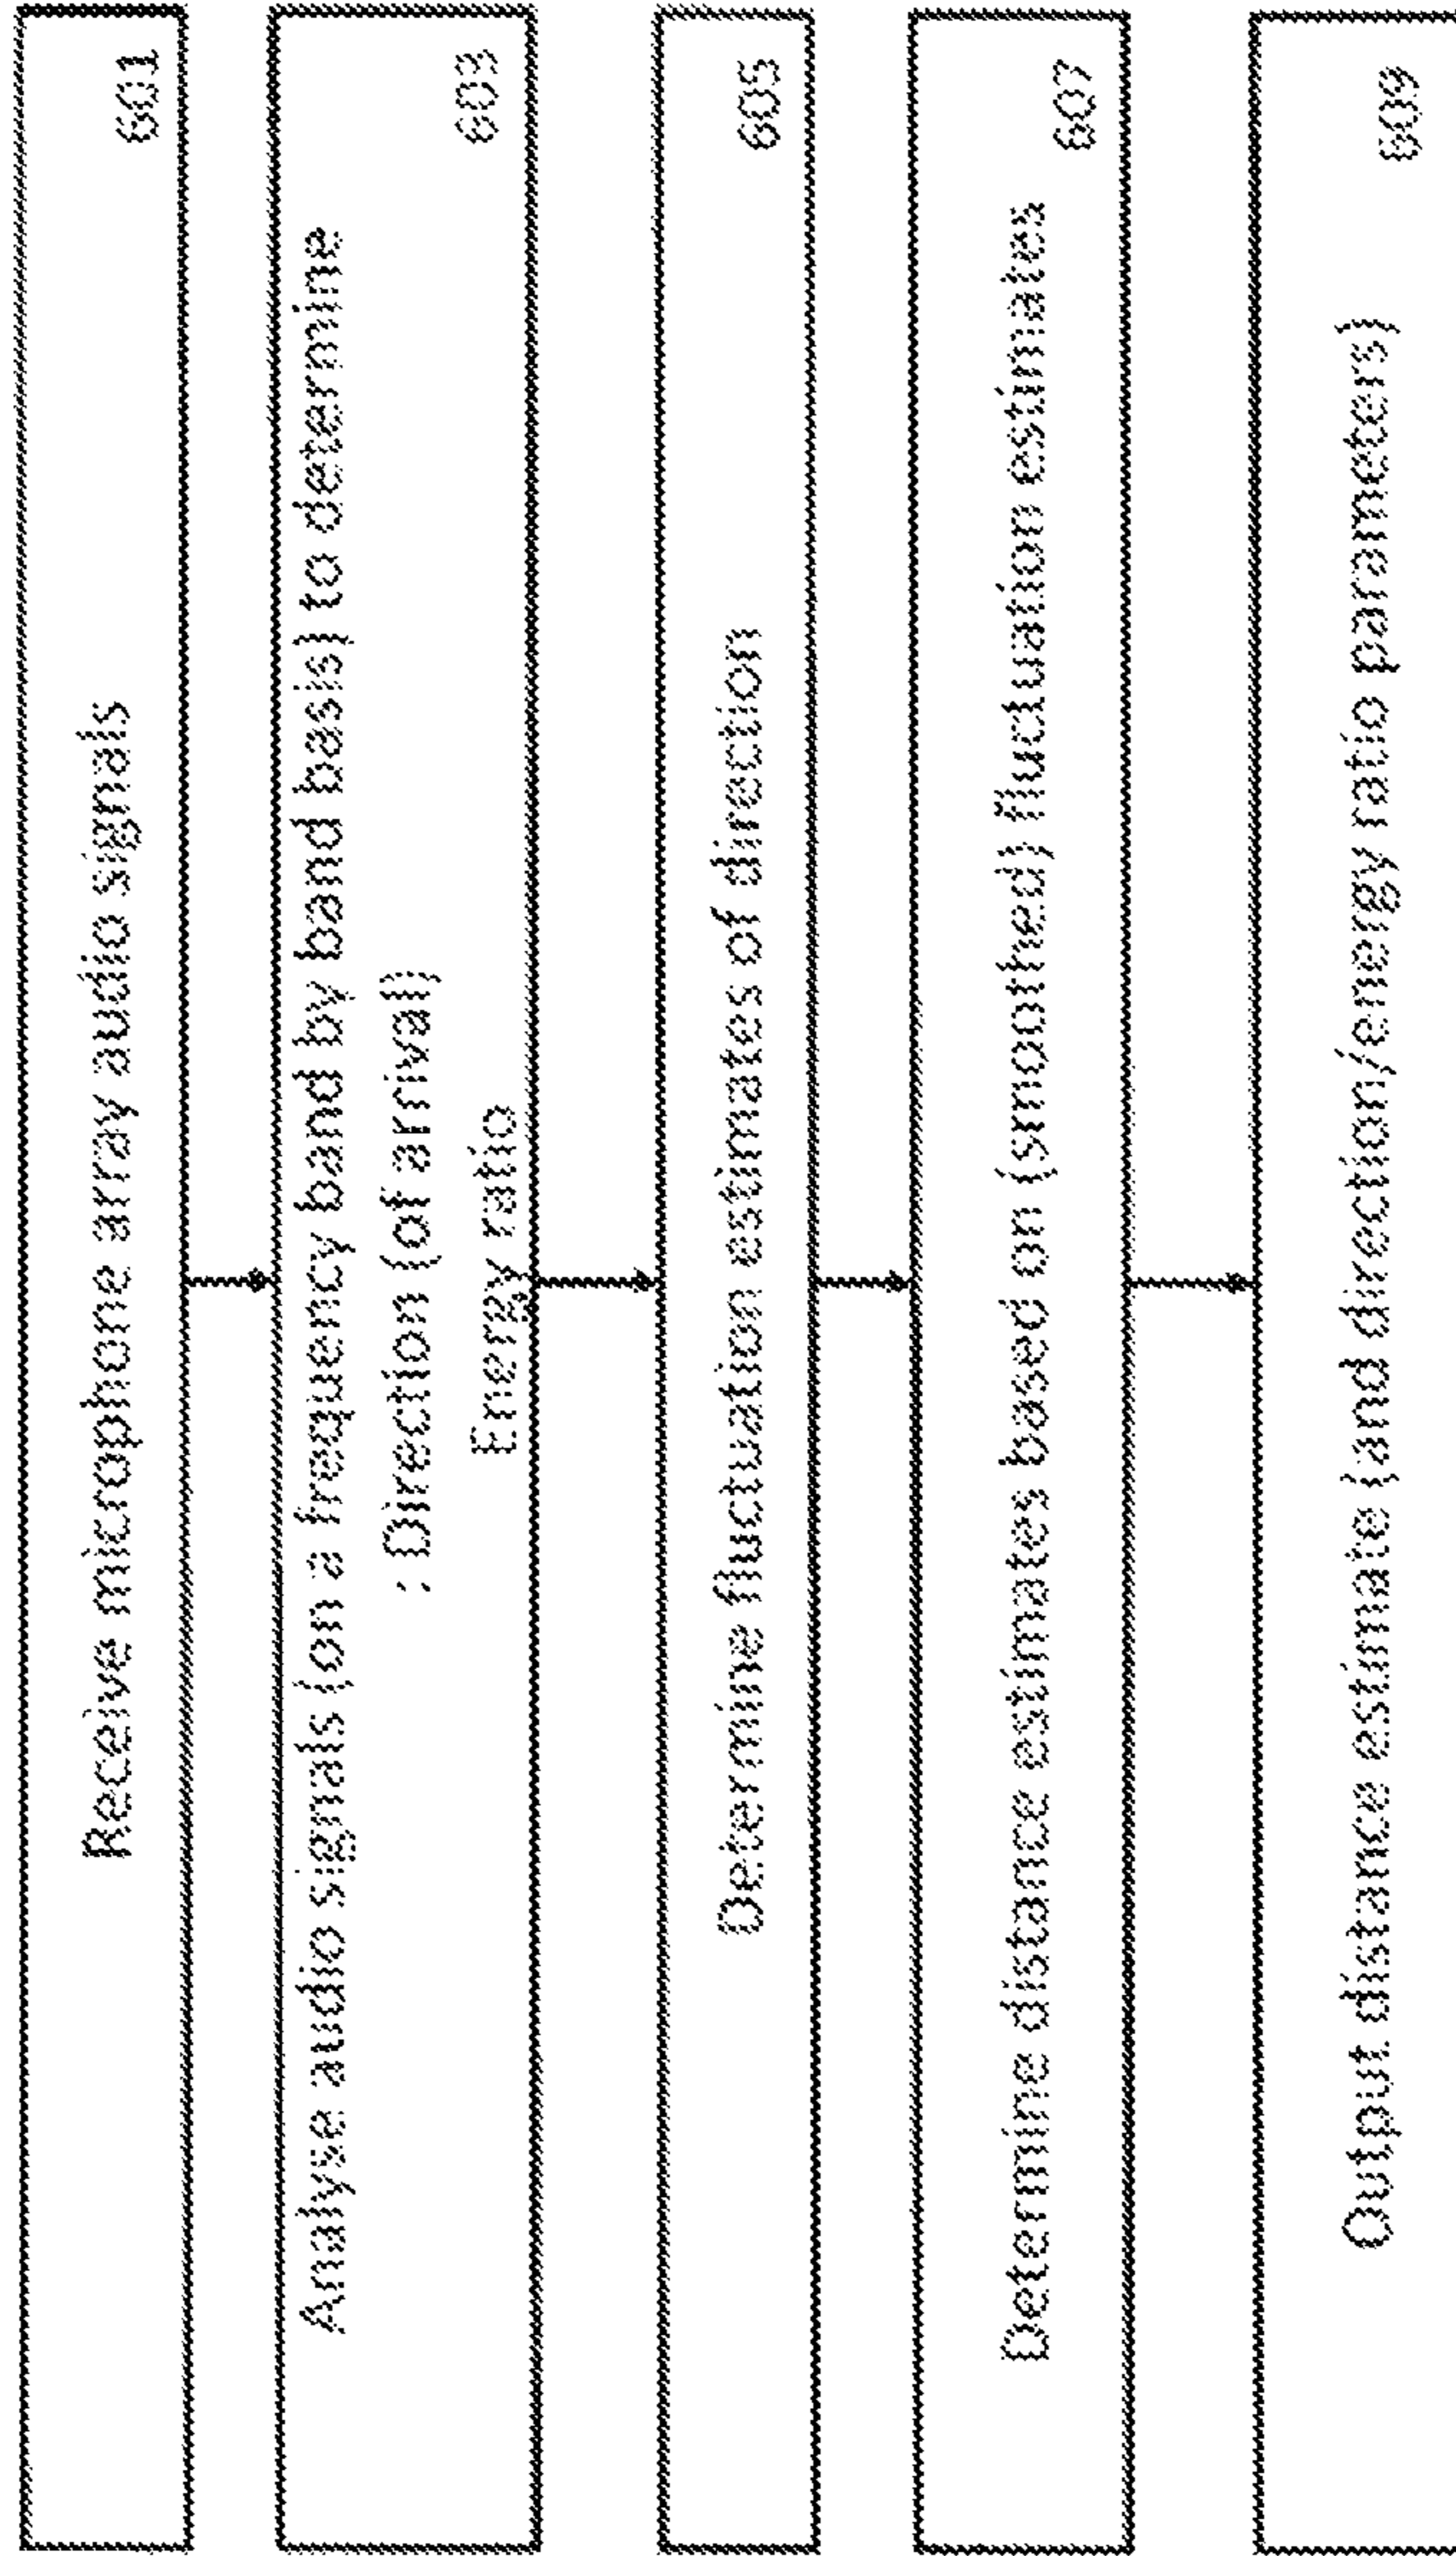 Receive microphone array audio signals
601
Analyse audio signals (on a frequency band by band basis) to determine
: Direction (of arrival)
Energy ratio
603
Determine fluctuation estimates of direction
605
Determine distance estimates based on (smoothed) fluctuation estimates
607
Output distance estimate (and direction/energy ratio parameters)
609